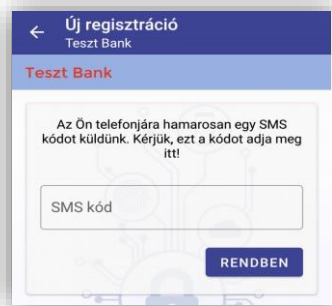 Új regisztráció
Teszt Bank
Teszt Bank
Az Ön telefonjára hamarosan egy SMS
kódot küldünk. Kérjük, ezt a kódot adja meg
itt!
SMS kód
RENDBEN